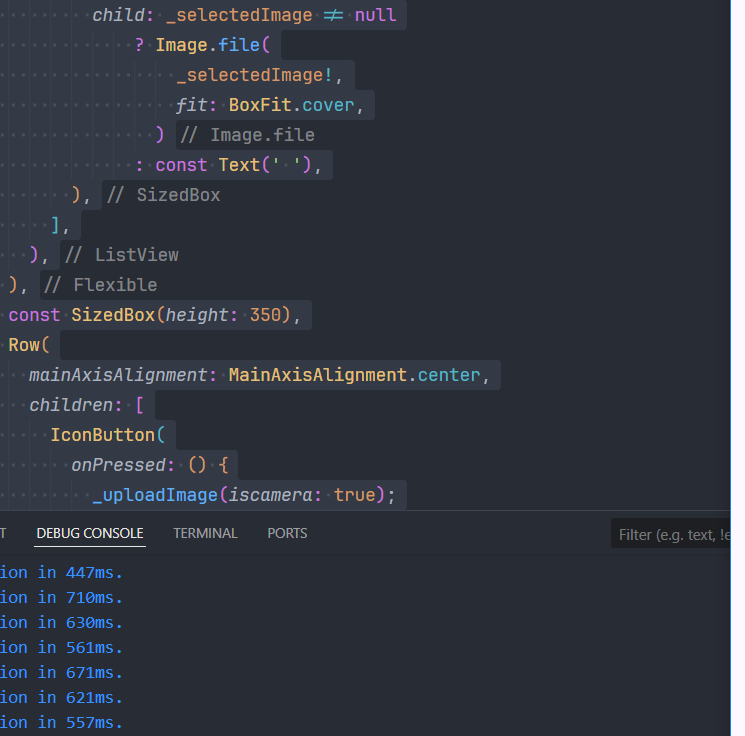 child: _selectedImage != null
? Image.file(
_selectedImage!,
fit: BoxFit.cover,
) // Image.file
: const Text(' '),
), // SizedBox
],
), // ListView
), // Flexible
const SizedBox(height: 350),
Row(
mainAxisAlignment: MainAxisAlignment.center,
children: [
IconButton(
onPressed: () {
_uploadImage(iscamera: true);
T DEBUG CONSOLE TERMINAL PORTS Filter (e.g. text, !e
ion in 447ms.
ion in 710ms.
ion in 630ms.
ion in 561ms.
ion in 671ms.
ion in 621ms.
ion in 557ms.